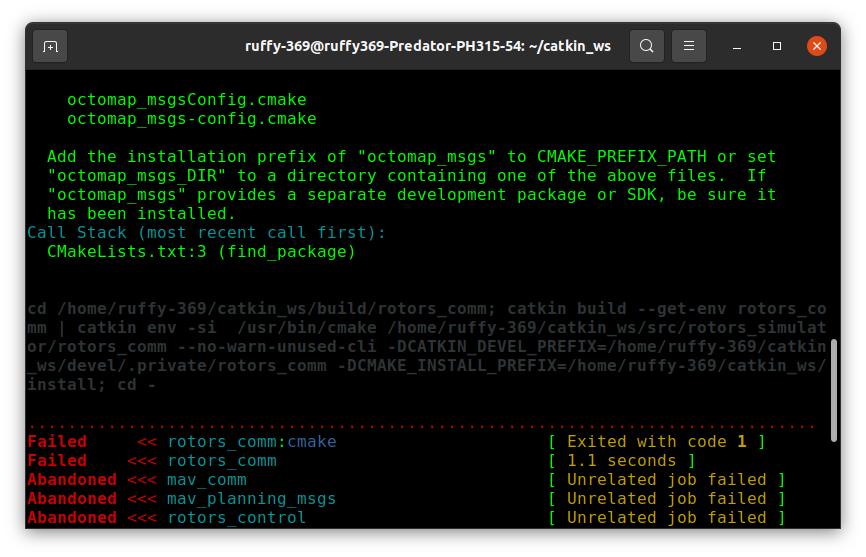 ruffy-369@ruffy369-Predator-PH315-54: ~/catkin_ws
octomap_msgsConfig.cmake
octomap_msgs-config.cmake
Add the installation prefix of "octomap_msgs" to CMAKE_PREFIX_PATH or set
"octomap_msgs_DIR" to a directory containing one of the above files.  If
"octomap_msgs" provides a separate development package or SDK, be sure it
has been installed.
Call Stack (most recent call first):
CMakeLists.txt:3 (find_package)
cd /home/ruffy-369/catkin_ws/build/rotors_comm; catkin build --get-env rotors_co
mm | catkin env -si  /usr/bin/cmake /home/ruffy-369/catkin_ws/src/rotors_simulat
or/rotors_comm --no-warn-unused-cli -DCATKIN_DEVEL_PREFIX=/home/ruffy-369/catkin
_ws/devel/.private/rotors_comm -DCMAKE_INSTALL_PREFIX=/home/ruffy-369/catkin_ws/
install; cd -
...............................................................................
Failed     << rotors_comm:cmake                     [ Exited with code 1 ]
Failed    <<< rotors_comm                           [ 1.1 seconds ]
Abandoned <<< mav_comm                              [ Unrelated job failed ]
Abandoned <<< mav_planning_msgs                     [ Unrelated job failed ]
Abandoned <<< rotors_control                        [ Unrelated job failed ]